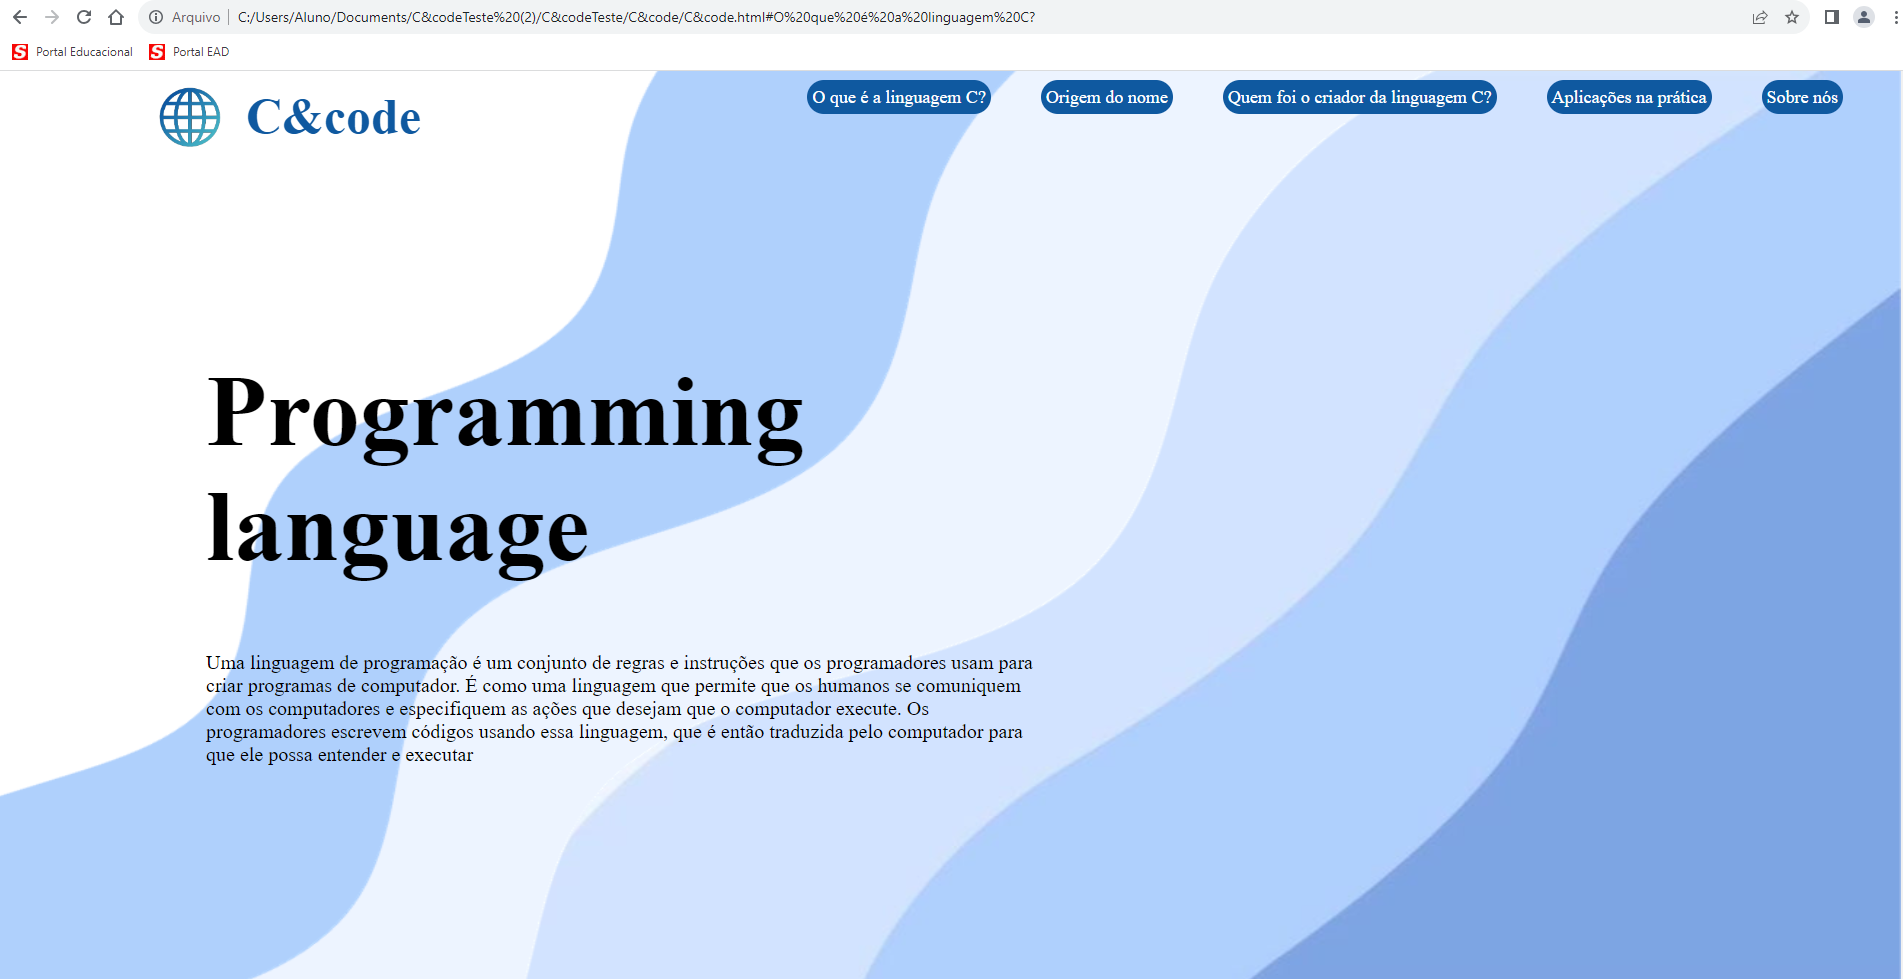 Arquivo C:/Users/Aluno/Documents/C&codeTeste%20(2)/C&codeTeste/C&code/C&code.html#O%20que%20é%20a%20linguagem%20C?
S Portal Educacional S Portal EAD
C&code
O que é a linguagem C? Origem do nome Quem foi o criador da linguagem C? Aplicações na prática Sobre nós
Programming
language
Uma linguagem de programação é um conjunto de regras e instruções que os programadores usam para
criar programas de computador. É como uma linguagem que permite que os humanos se comuniquem
com os computadores e especifiquem as ações que desejam que o computador execute. Os
programadores escrevem códigos usando essa linguagem, que é então traduzida pelo computador para
que ele possa entender e executar